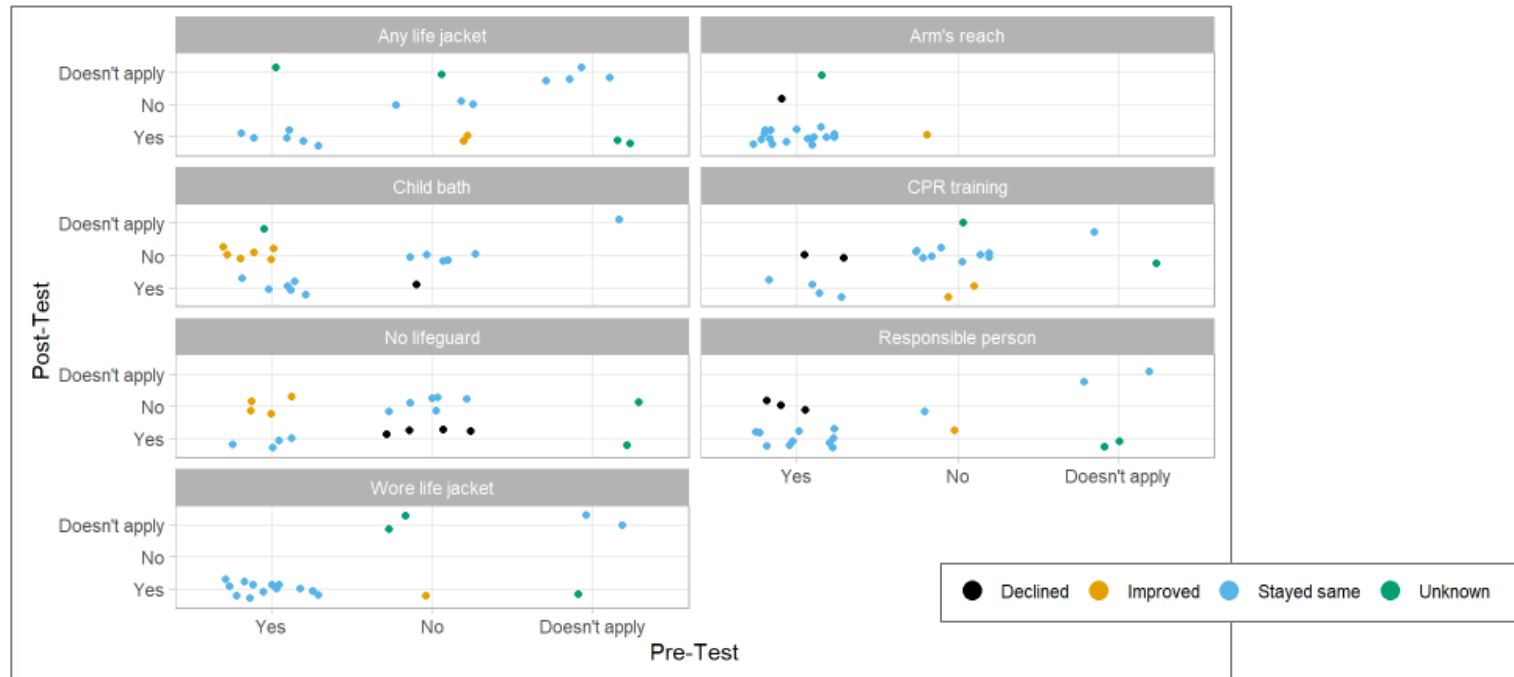 Any life jacket
Arm's reach
Doesn't apply
No
Yes
Child bath
CPR training
Doesn't apply
No
Yes
No lifeguard
Responsible person
Doesn't apply
No
Yes
Yes No Doesn't apply
Wore life jacket
Doesn't apply
No
Yes
Yes No Doesn't apply
Post-Test
Pre-Test
Declined Improved Stayed same Unknown